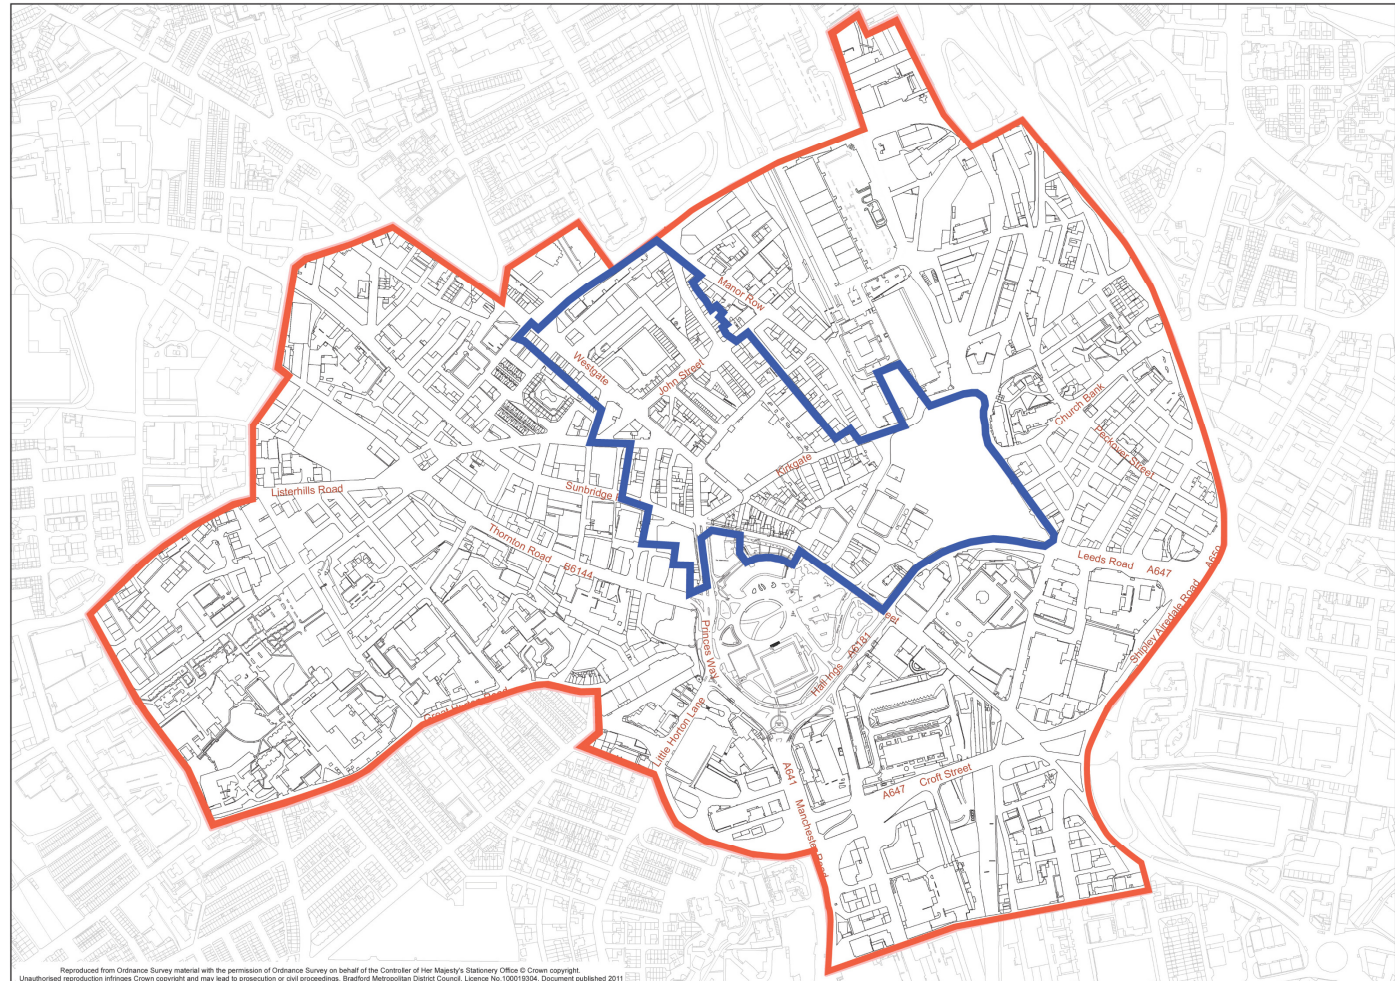 Manor Row
Westgate
John Street
Church Bank
Peckover Street
Kirkgate
Listerhills Road
Sunbridge
Thornton Road
B6144
Leeds Road
A647
A650
Shipley Airedale Road
Princes Way
Hall Ings
A6181
Little Horton Lane
A641
Manchester Road
A647
Croft Street
Reproduced from Ordnance Survey material with the permission of Ordnance Survey on behalf of the Controller of Her Majesty's Stationery Office © Crown copyright.
Unauthorised reproduction infringes Crown copyright and may lead to prosecution or civil proceedings. Bradford Metropolitan District Council. Licence No.100019304. Document published 2011